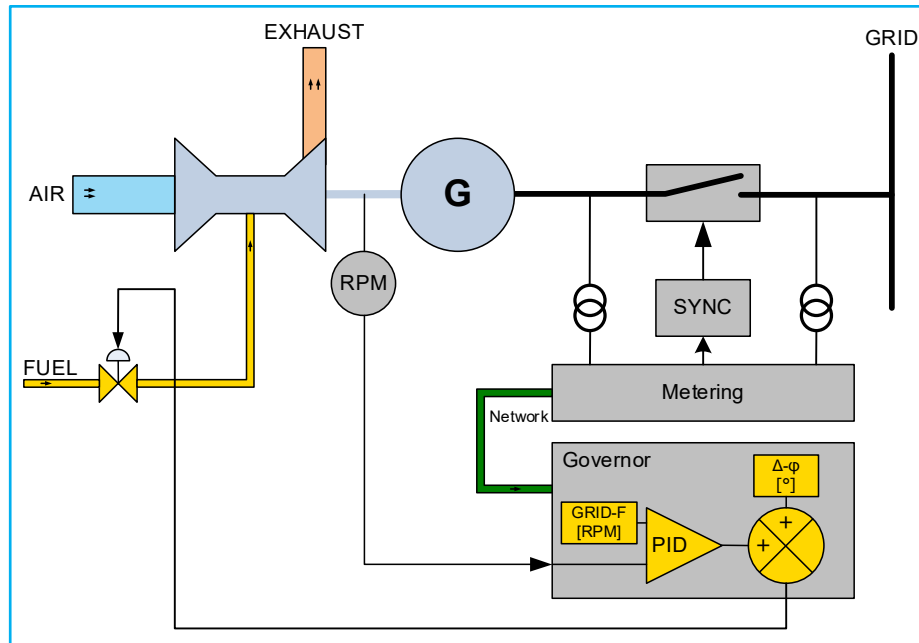 EXHAUST
GRID
AIR
G
RPM
SYNC
FUEL
Metering
Network
Governor
Δ-φ
[°]
GRID-F
[RPM]
PID
+
+